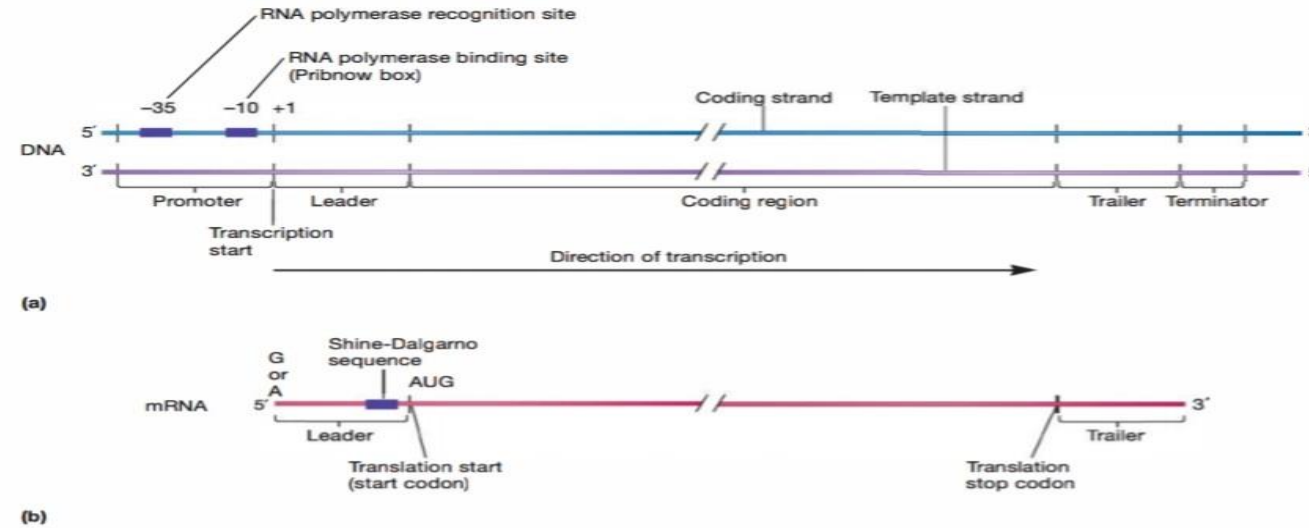 RNA polymerase recognition site
RNA polymerase binding site
(Pribnow box)
–35
–10
+1
Coding strand
Template strand
5´
DNA
3´
Promoter
Leader
Coding region
Trailer
Terminator
Transcription
start
Direction of transcription
(a)
Shine-Dalgarno
sequence
G
or
A
AUG
mRNA
5´
3´
Leader
Trailer
Translation start
(start codon)
Translation
stop codon
(b)